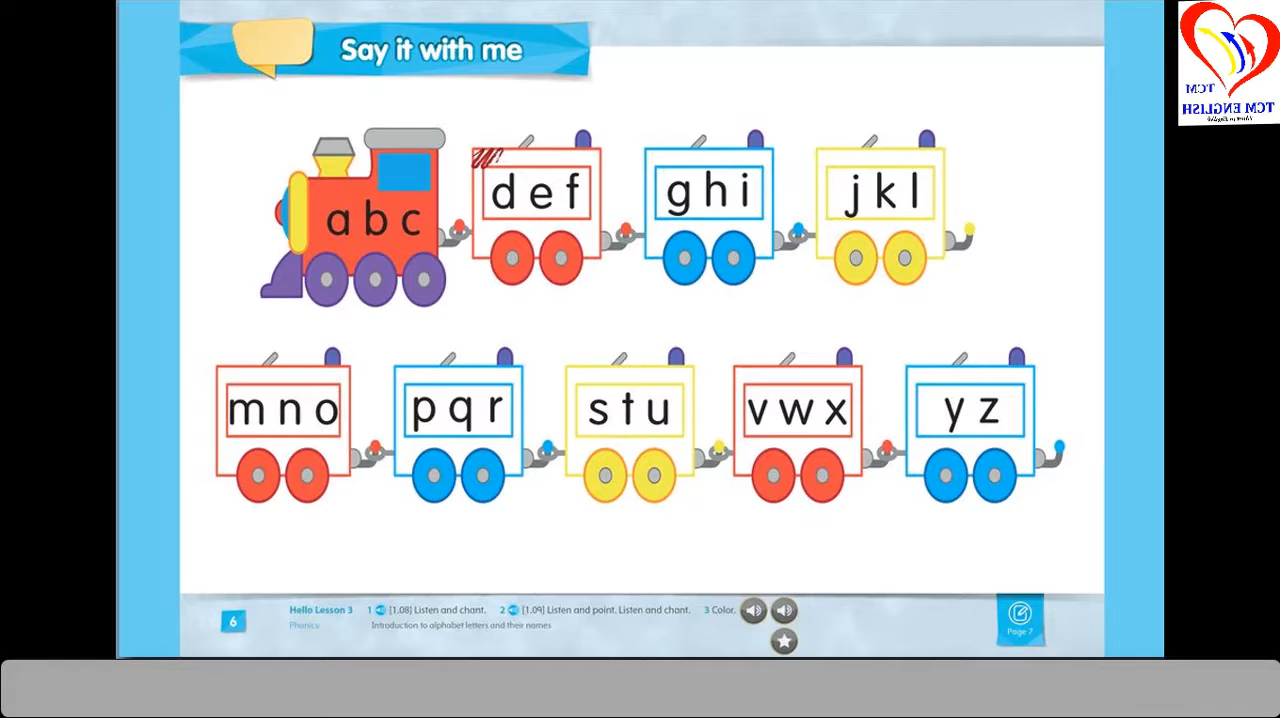 Say it with me
TCM
TCM ENGLISH
a b c
d e f
g h i
j k l
m n o
p q r
s t u
v w x
y z
6
Hello Lesson 3 1 [1.08] Listen and chant. 2 [1.09] Listen and point. Listen and chant. 3 Color.
Phonics: Introduction to alphabet letters and their names
Page 7